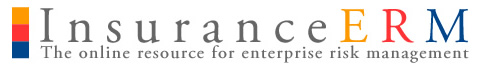 InsuranceERM
The online resource for enterprise risk management